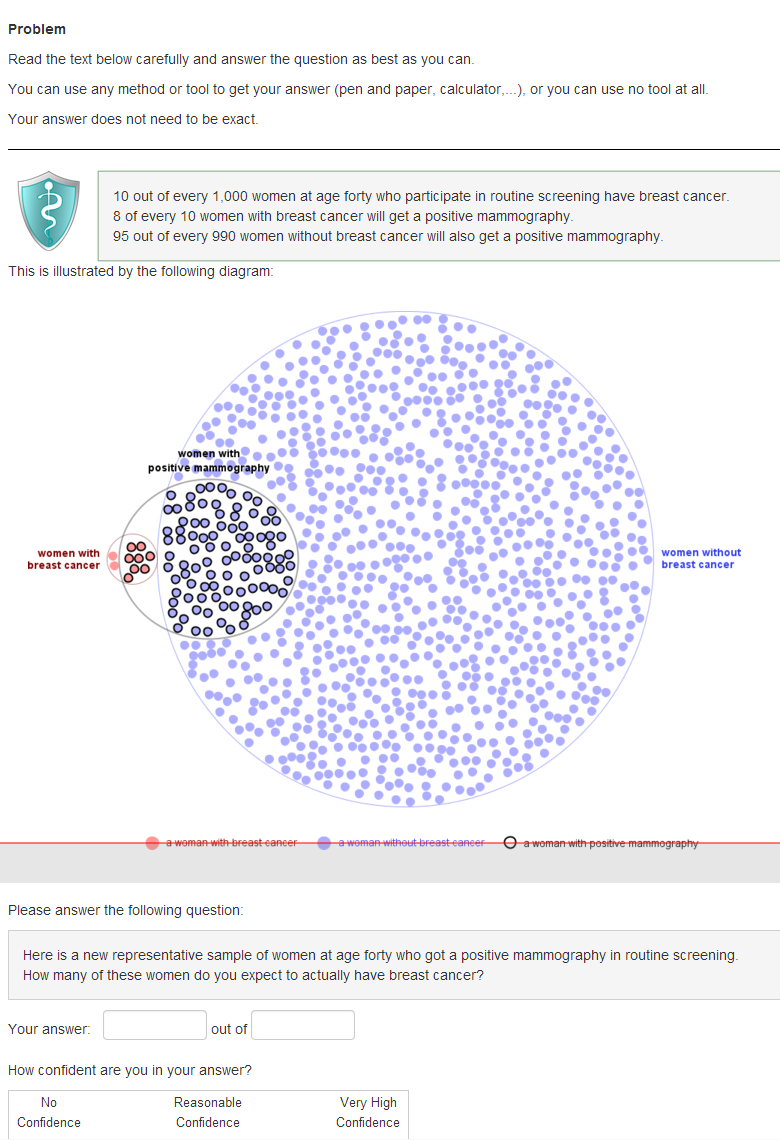 Problem
Read the text below carefully and answer the question as best as you can.
You can use any method or tool to get your answer (pen and paper, calculator,...), or you can use no tool at all.
Your answer does not need to be exact.
10 out of every 1,000 women at age forty who participate in routine screening have breast cancer.
8 of every 10 women with breast cancer will get a positive mammography.
95 out of every 990 women without breast cancer will also get a positive mammography.
This is illustrated by the following diagram:
women with
positive mammography
women with
breast cancer
women without
breast cancer
a woman with breast cancer a woman without breast cancer a woman with positive mammography
Please answer the following question:
Here is a new representative sample of women at age forty who got a positive mammography in routine screening.
How many of these women do you expect to actually have breast cancer?
Your answer: out of
How confident are you in your answer?
No Reasonable Very High
Confidence Confidence Confidence